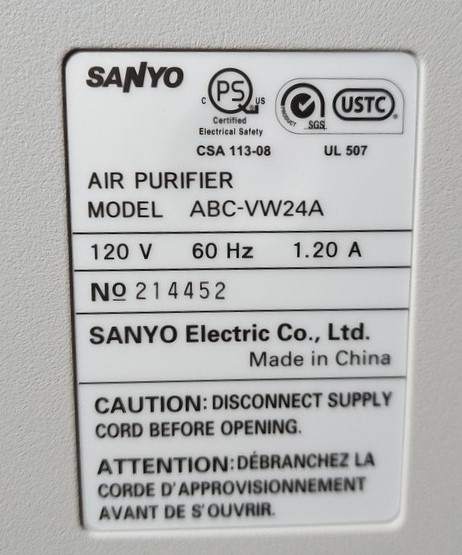 SANYO
C PS US
Certified
Electrical Safety
PRODUCT SGS USTC
CSA 113-08 UL 507
AIR PURIFIER
MODEL ABC-VW24A
120 V 60 Hz 1.20 A
Nº 214452
SANYO Electric Co., Ltd.
Made in China
CAUTION: DISCONNECT SUPPLY
CORD BEFORE OPENING.
ATTENTION: DÉBRANCHEZ LA
CORDE D'APPROVISIONNEMENT
AVANT DE S'OUVRIR.